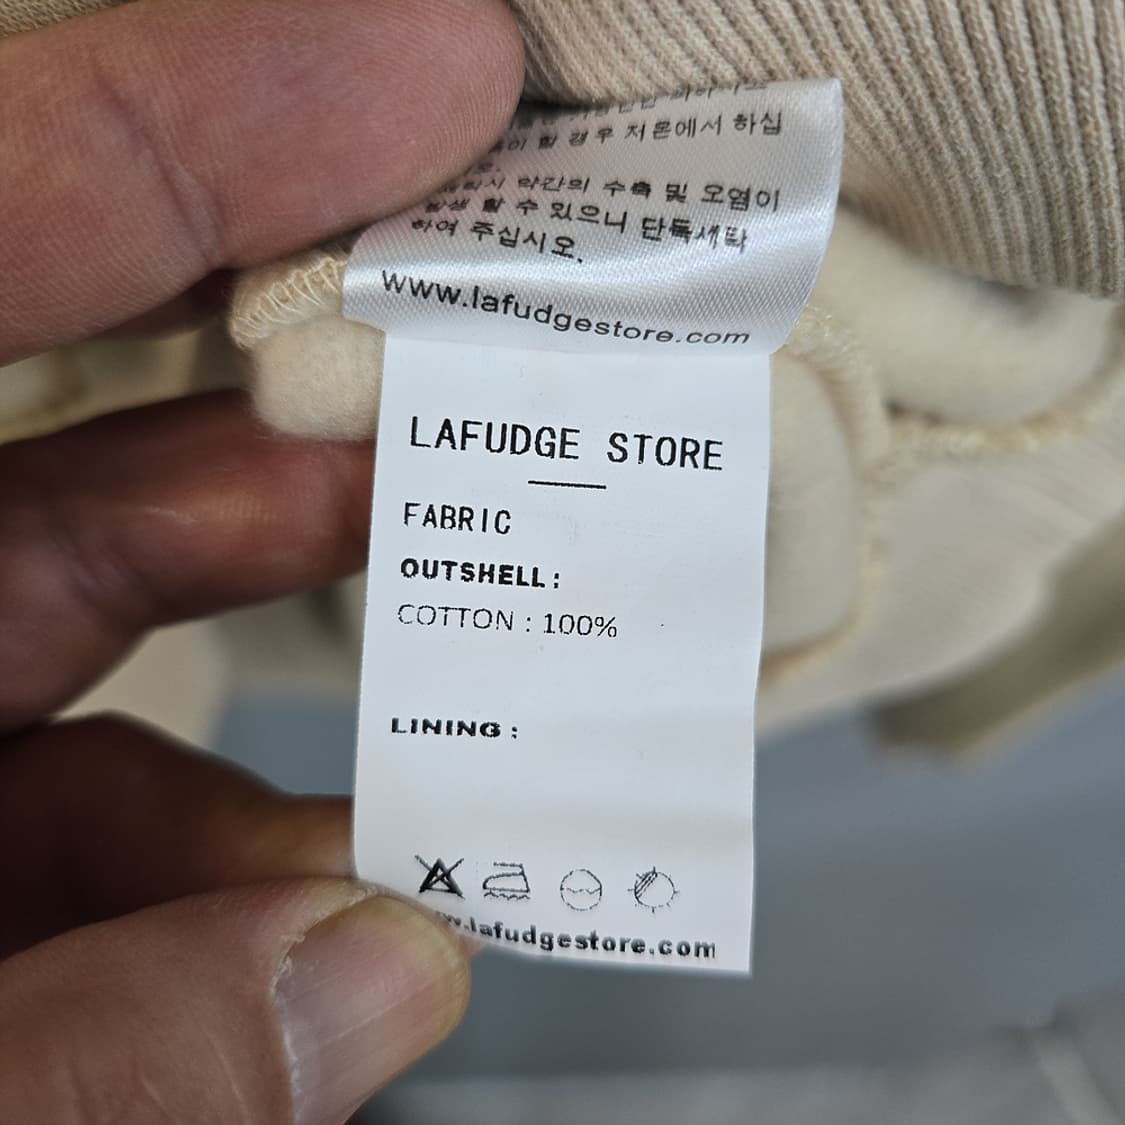 할 경우 저온에서 하십
약간의 수축 및 오염이
발생 할 수 있으니 단독세탁
하여 주십시오.
www.lafudgestore.com
LAFUDGE STORE
FABRIC
OUTSHELL:
COTTON : 100%
LINING :
.lafudgestore.com